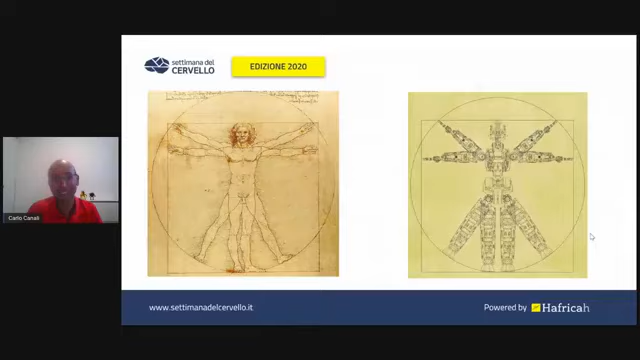 settimana del
CERVELLO
EDIZIONE 2020
Carlo Canali
www.settimanadelcervello.it
Powered by Hafricah